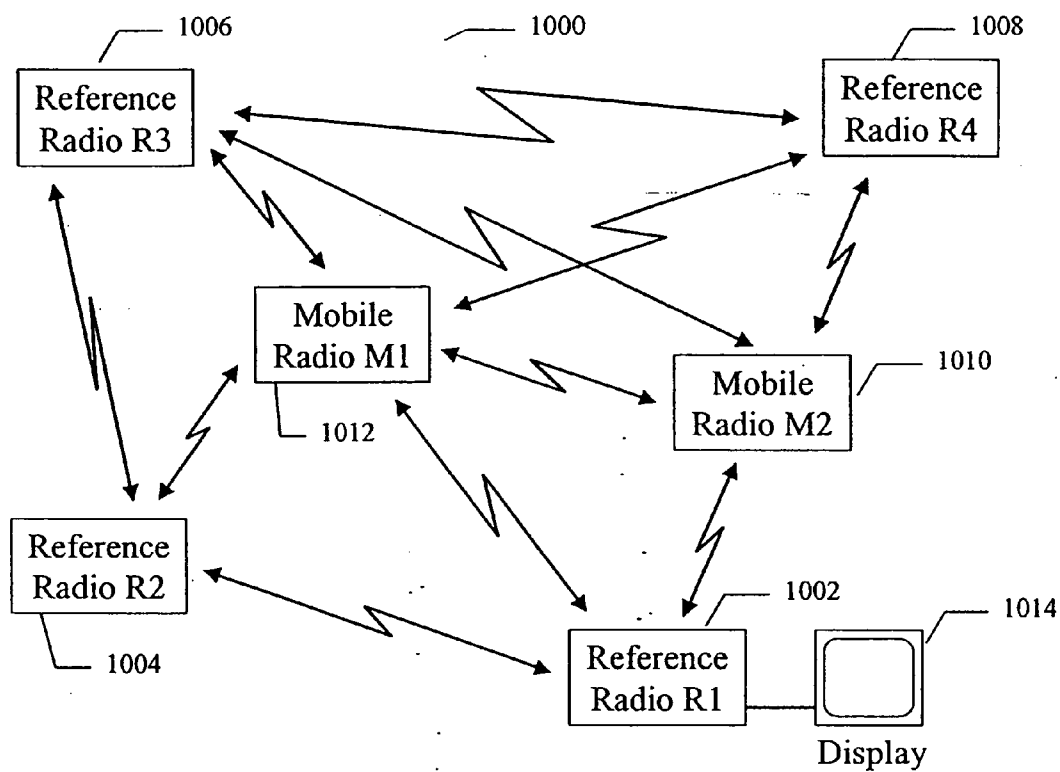 1006
1000
1008
Reference
Radio R3
Reference
Radio R4
Mobile
Radio M1
1012
Mobile
Radio M2
1010
Reference
Radio R2
1004
1002
Reference
Radio R1
1014
Display